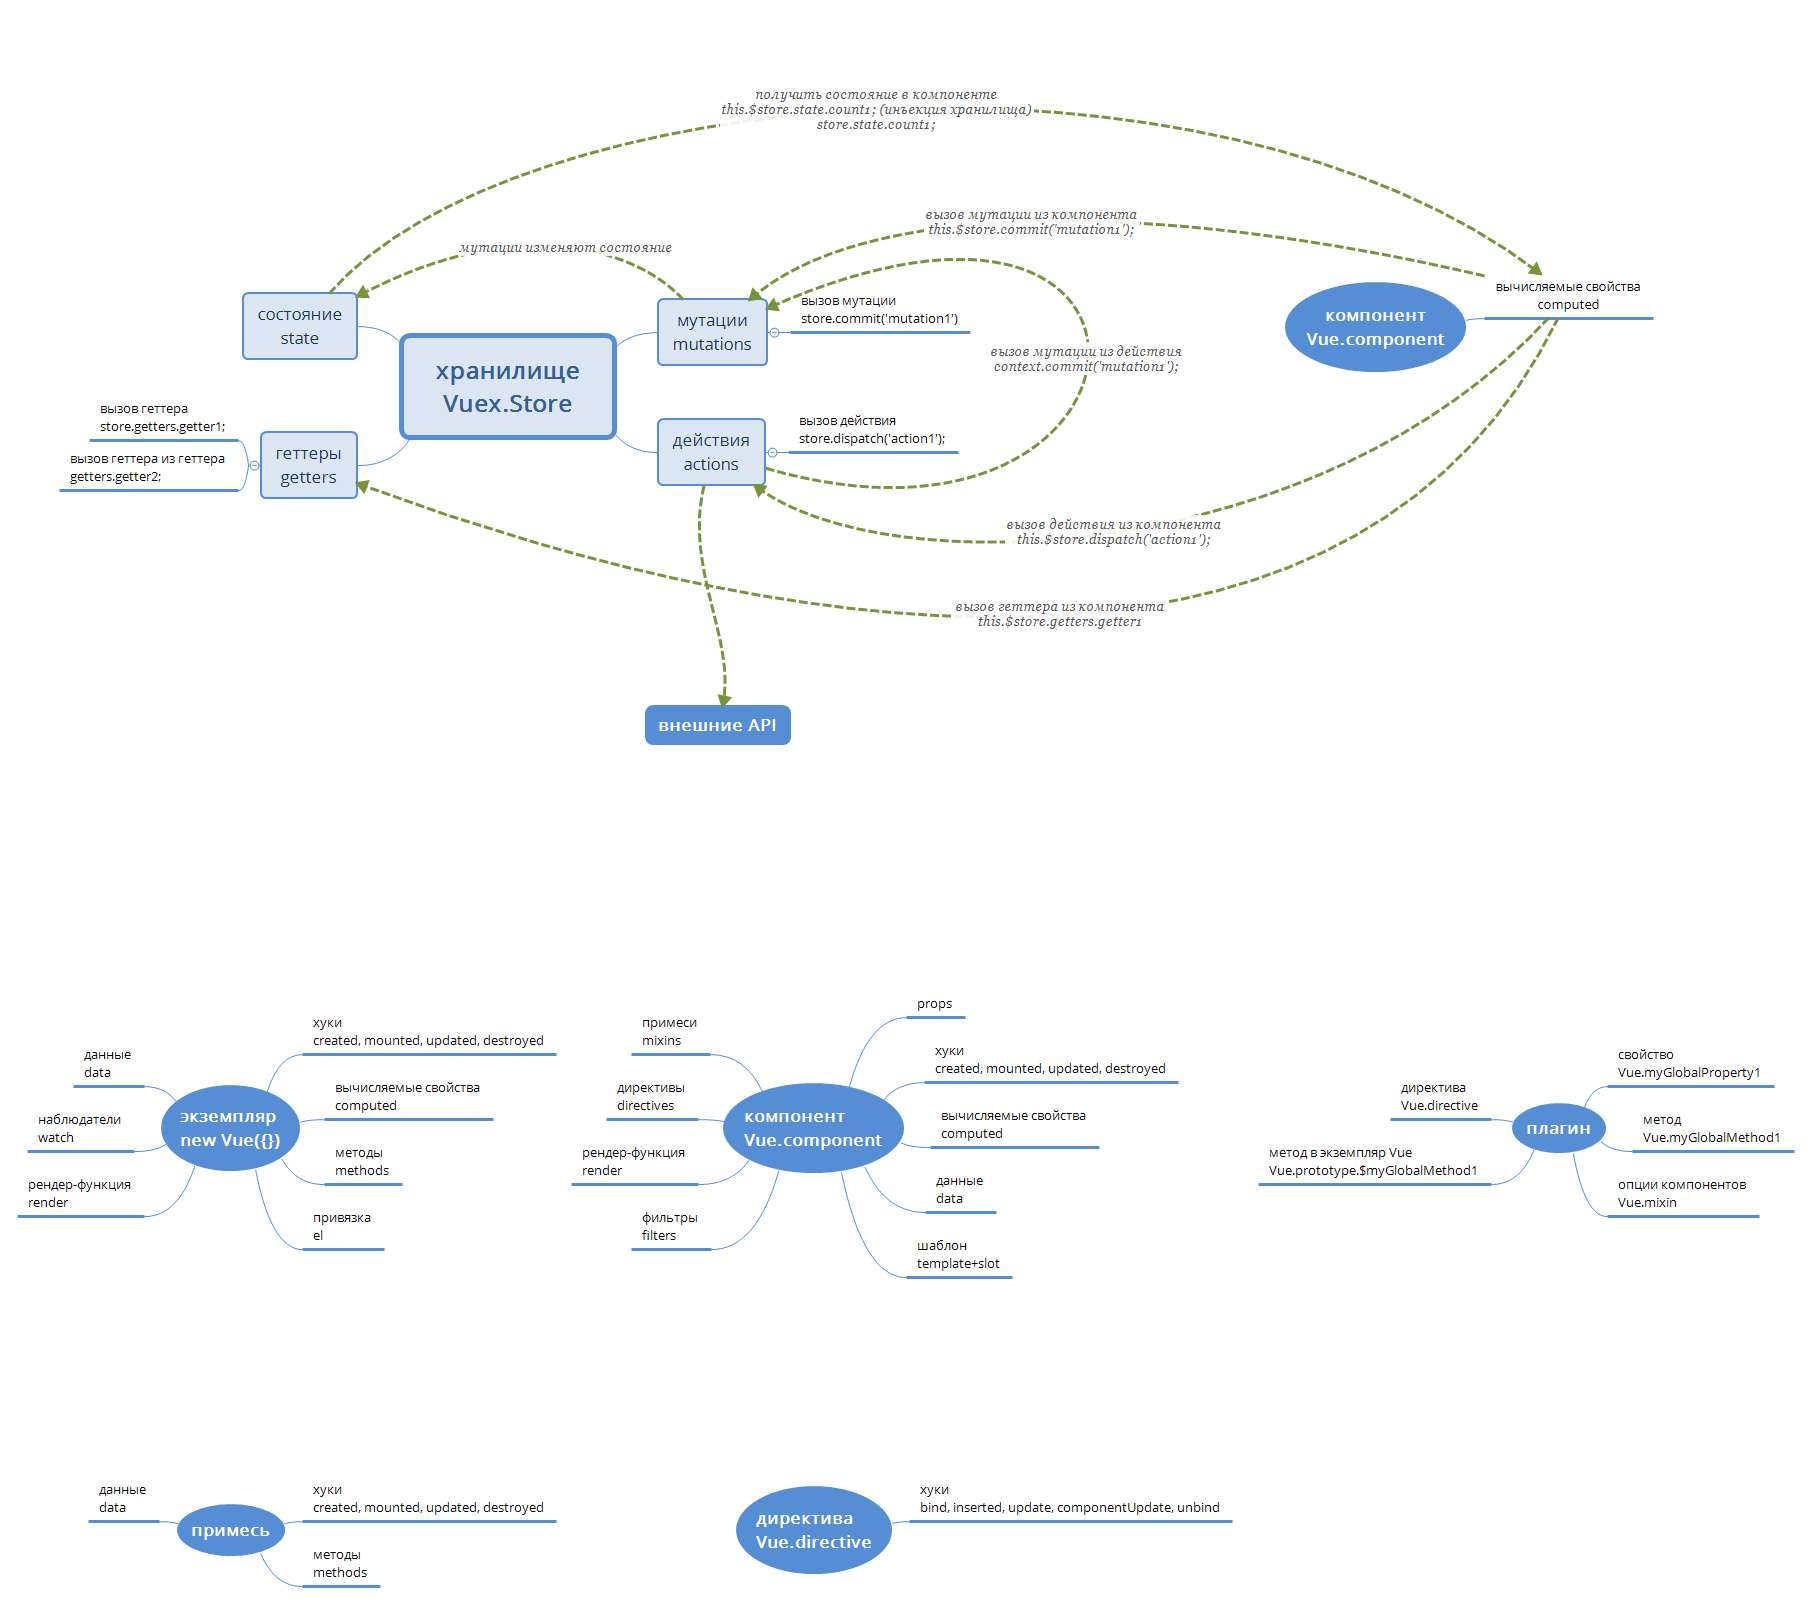 получить состояние в компоненте
this.$store.state.count1; (инъекция хранилища)
store.state.count1;
вызов мутации из компонента
this.$store.commit('mutation1');
мутации изменяют состояние
состояние
state
мутации
mutations
вызов мутации
store.commit('mutation1')
вычисляемые свойства
computed
компонент
Vue.component
хранилище
Vuex.Store
вызов мутации из действия
context.commit('mutation1');
вызов геттера
store.getters.getter1;
вызов геттера из геттера
getters.getter2;
геттеры
getters
действия
actions
вызов действия
store.dispatch('action1');
вызов действия из компонента
this.$store.dispatch('action1');
вызов геттера из компонента
this.$store.getters.getter1
внешние API
данные
data
наблюдатели
watch
рендер-функция
render
экземпляр
new Vue({})
хуки
created, mounted, updated, destroyed
вычисляемые свойства
computed
методы
methods
привязка
el
примеси
mixins
директивы
directives
рендер-функция
render
фильтры
filters
компонент
Vue.component
props
хуки
created, mounted, updated, destroyed
вычисляемые свойства
computed
данные
data
шаблон
template+slot
директива
Vue.directive
метод в экземпляр Vue
Vue.prototype.$myGlobalMethod1
плагин
свойство
Vue.myGlobalProperty1
метод
Vue.myGlobalMethod1
опции компонентов
Vue.mixin
данные
data
примесь
хуки
created, mounted, updated, destroyed
методы
methods
директива
Vue.directive
хуки
bind, inserted, update, componentUpdate, unbind